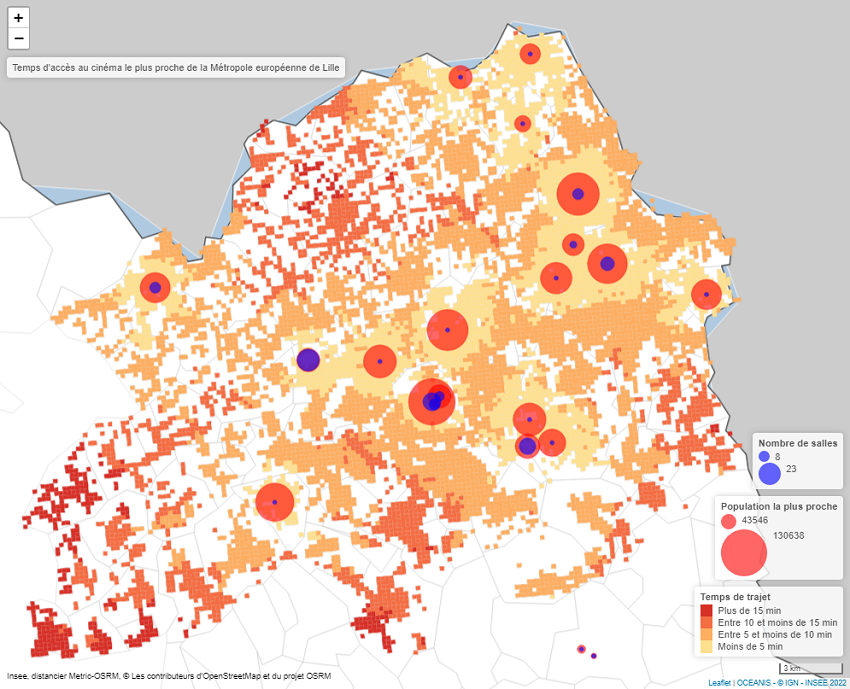 +
−
Temps d'accès au cinéma le plus proche de la Métropole européenne de Lille
Nombre de salles
8
23
Population la plus proche
43546
130638
Temps de trajet
Plus de 15 min
Entre 10 et moins de 15 min
Entre 5 et moins de 10 min
Moins de 5 min
3 km
Insee, distancier Metric-OSRM, © Les contributeurs d'OpenStreetMap et du projet OSRM
Leaflet | OCEANIS - © IGN - INSEE 2022